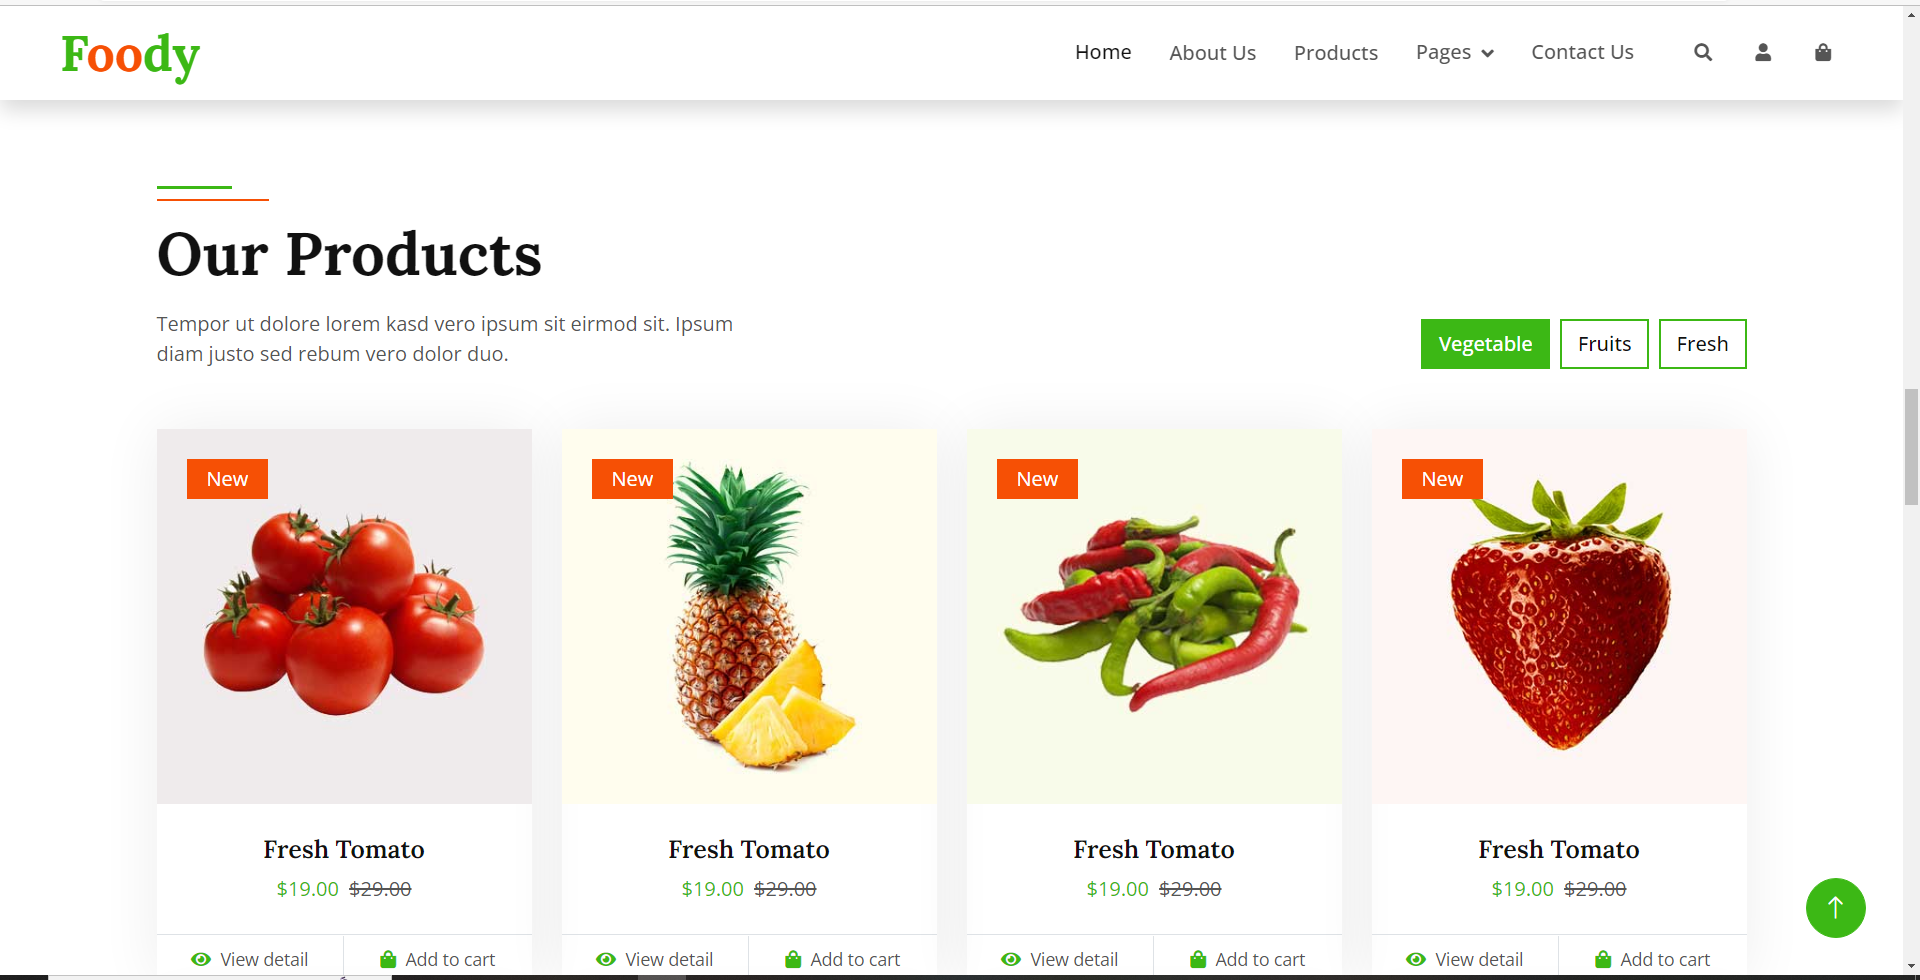 Foody
Home About Us Products Pages Contact Us
Our Products
Tempor ut dolore lorem kasd vero ipsum sit eirmod sit. Ipsum
diam justo sed rebum vero dolor duo.
Vegetable Fruits Fresh
New New New New
Fresh Tomato Fresh Tomato Fresh Tomato Fresh Tomato
$19.00 $29.00 $19.00 $29.00 $19.00 $29.00 $19.00 $29.00
View detail Add to cart View detail Add to cart View detail Add to cart View detail Add to cart